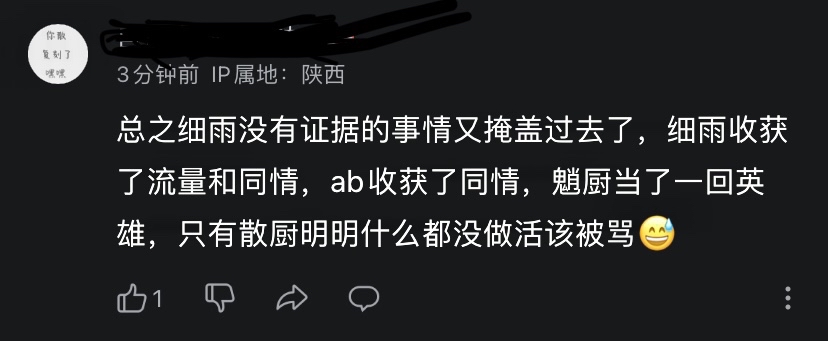 你散
复刻了
嘿嘿
3分钟前 IP属地：陕西
总之细雨没有证据的事情又掩盖过去了，细雨收获
了流量和同情，ab收获了同情，魈厨当了一回英
雄，只有散厨明明什么都没做活该被骂😅
1